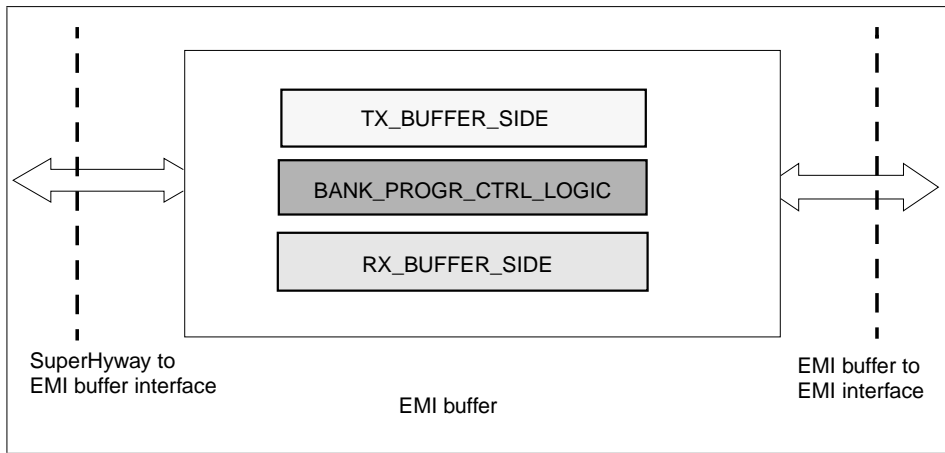 TX_BUFFER_SIDE
BANK_PROGR_CTRL_LOGIC
RX_BUFFER_SIDE
SuperHyway to
EMI buffer interface
EMI buffer
EMI buffer to
EMI interface